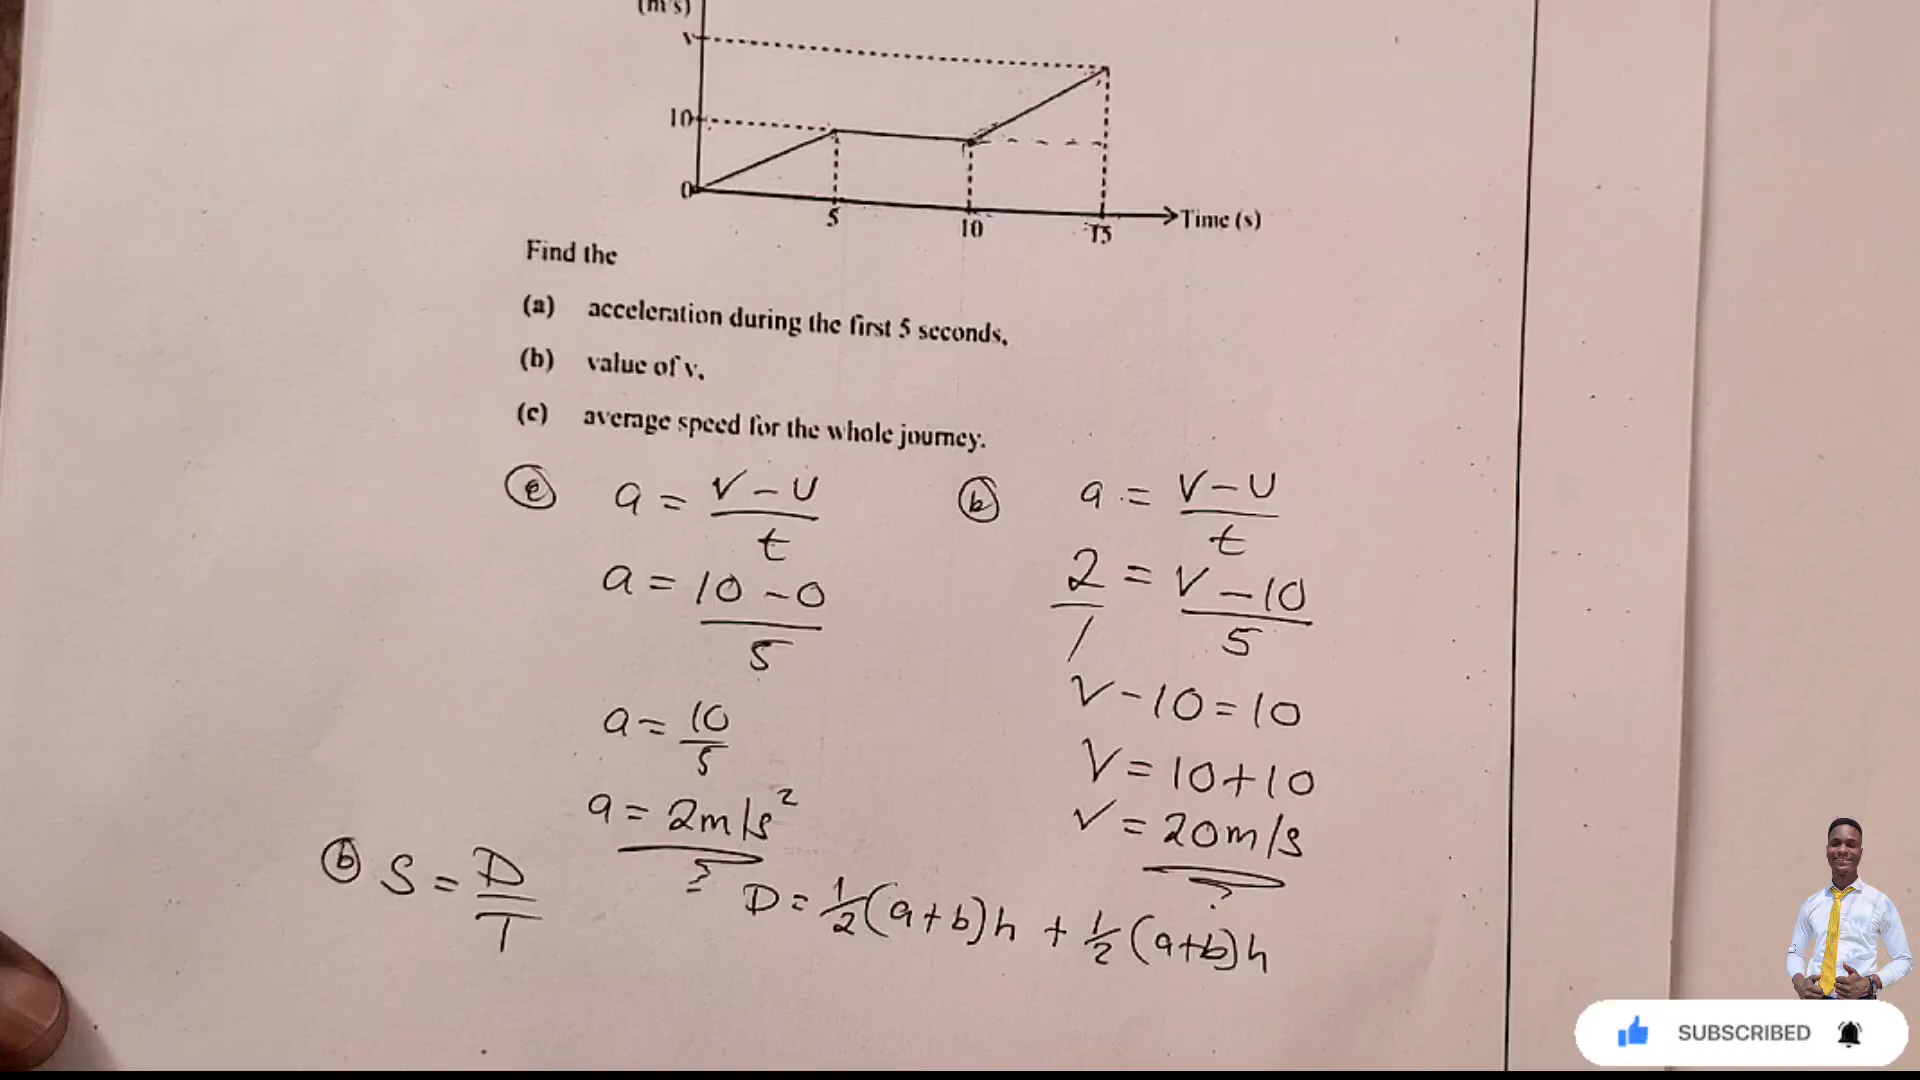 (m/s)
v
10
0
5
10
15
Time (s)
Find the
(a) acceleration during the first 5 seconds,
(b) value of v,
(c) average speed for the whole journey.
(a) a = v - u / t
a = 10 - 0 / 5
a = 10 / 5
a = 2m/s²
(b) a = v - u / t
2 / 1 = v - 10 / 5
v - 10 = 10
v = 10 + 10
v = 20m/s
(b) S = D / T
D = ½(a+b)h + ½(a+b)h
SUBSCRIBED